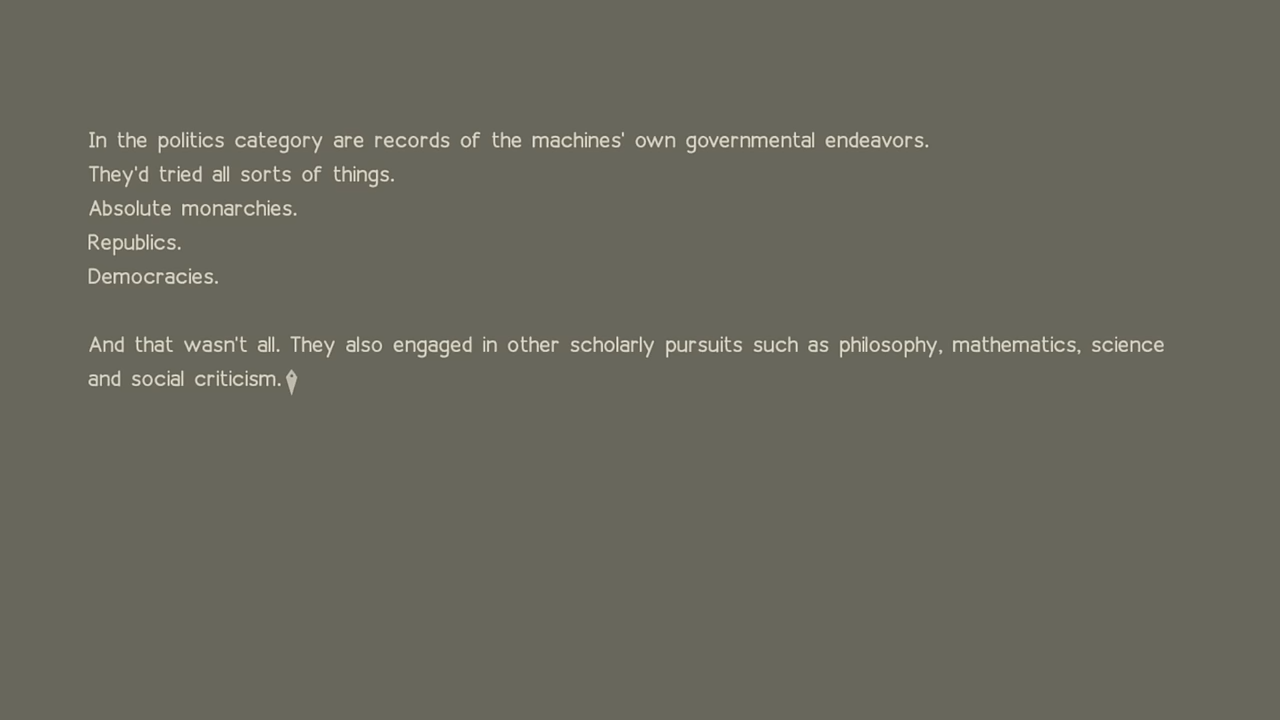 In the politics category are records of the machines' own governmental endeavors.
They'd tried all sorts of things.
Absolute monarchies.
Republics.
Democracies.
And that wasn't all. They also engaged in other scholarly pursuits such as philosophy, mathematics, science
and social criticism.